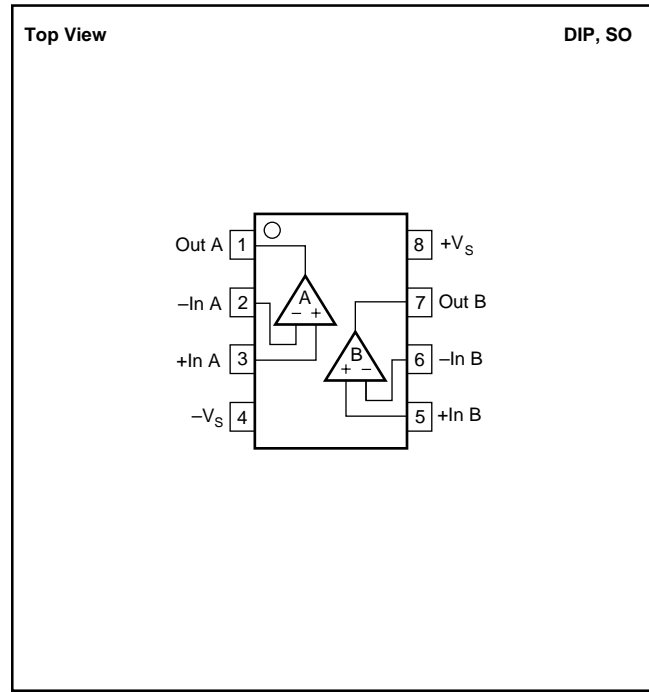 Top View DIP, SO
Out A 1 8 +VS
–In A 2 A 7 Out B
– +
+In A 3 B 6 –In B
+ –
–VS 4 5 +In B